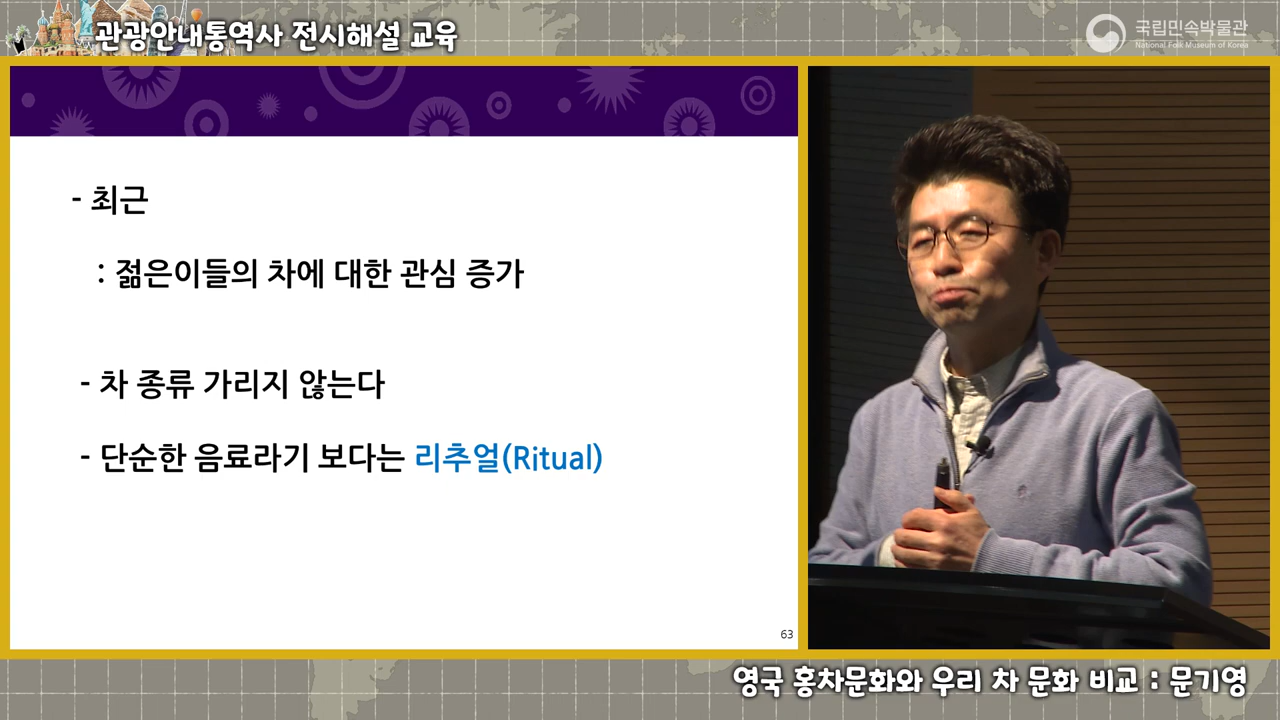 관광안내통역사 전시해설 교육
국립민속박물관
National Folk Museum of Korea
- 최근
: 젊은이들의 차에 대한 관심 증가
- 차 종류 가리지 않는다
- 단순한 음료라기 보다는 리추얼(Ritual)
63
영국 홍차문화와 우리 차 문화 비교 : 문기영